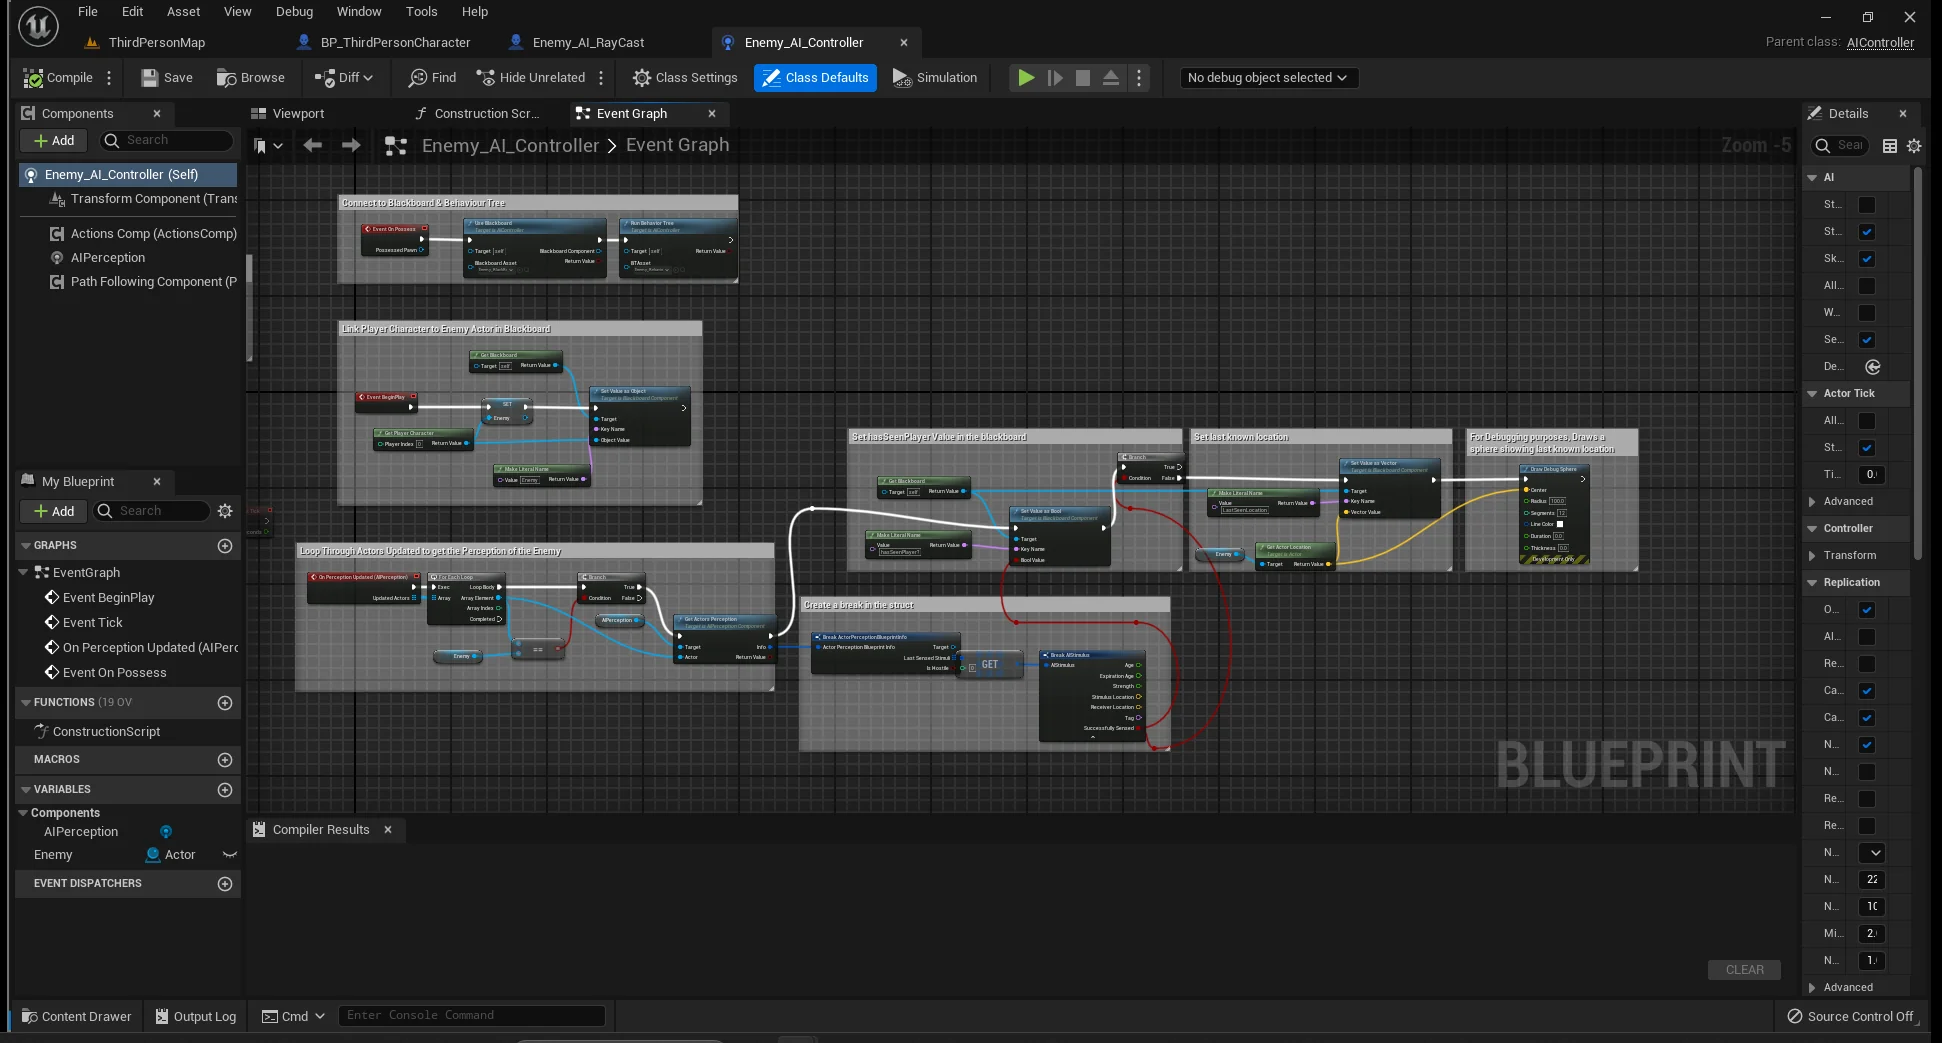 File Edit Asset View Debug Window Tools Help
ThirdPersonMap
BP_ThirdPersonCharacter
Enemy_AI_RayCast
Enemy_AI_Controller
Parent class: AIController
Compile
Save
Browse
Diff
Find
Hide Unrelated
Class Settings
Class Defaults
Simulation
No debug object selected
Components
Add
Search
Enemy_AI_Controller (Self)
Transform Component (Trans
Actions Comp (ActionsComp)
AIPerception
Path Following Component (P
My Blueprint
Add
Search
GRAPHS
EventGraph
Event BeginPlay
Event Tick
On Perception Updated (AIPerc
Event On Possess
FUNCTIONS (19 OV
ConstructionScript
MACROS
VARIABLES
Components
AIPerception
Enemy
Actor
EVENT DISPATCHERS
Viewport
Construction Scr...
Event Graph
Enemy_AI_Controller > Event Graph
Zoom -5
Connect to Blackboard & Behaviour Tree
Event On Possess
Possessed Pawn
Use Blackboard
Target is AIController
Target self
Blackboard Component
Return Value
Blackboard Asset
Run Behavior Tree
Target is AIController
Target self
Return Value
BTAsset
Link Player Character to Enemy Actor in Blackboard
Get Blackboard
Target self
Return Value
Event BeginPlay
SET
Enemy
Get Player Character
Player Index 0
Return Value
Set Value as Object
Target is Blackboard Component
Target
Key Name
Object Value
Make Literal Name
Value Enemy
Return Value
Loop Through Actors Updated to get the Perception of the Enemy
On Perception Updated (AIPerception)
Updated Actors
For Each Loop
Exec
Loop Body
Array
Array Element
Array Index
Completed
Branch
True
Condition
False
AIPerception
Enemy
==
Get Actors Perception
Target is AIPerception Component
Target
Info
Actor
Return Value
Set hasSeenPlayer Value in the blackboard
Get Blackboard
Target self
Return Value
Make Literal Name
Value
hasSeenPlayer?
Return Value
Set Value as Bool
Target is Blackboard Component
Target
Key Name
Bool Value
Branch
True
Condition
False
Set last known location
Make Literal Name
Value
LastSeenLocation
Return Value
Set Value as Vector
Target is Blackboard Component
Target
Key Name
Vector Value
Enemy
Get Actor Location
Target is Actor
Target
Return Value
For Debugging purposes, Draws a
sphere showing last known location
Draw Debug Sphere
Center
Radius 100.0
Segments 12
Line Color
Duration 0.0
Thickness 0.0
Development Only
Create a break in the struct
Break ActorPerceptionBlueprintInfo
Actor Perception Blueprint Info
Target
Last Sensed Stimuli
Is Hostile
0
GET
Break AIStimulus
AIStimulus
Age
Expiration Age
Strength
Stimulus Location
Receiver Location
Tag
Successfully Sensed
BLUEPRINT
Compiler Results
CLEAR
Details
Sear
AI
St...
St...
Sk...
All...
W...
Se...
De...
Actor Tick
All...
St...
Ti...
0.
Advanced
Controller
Transform
Replication
O...
Al...
Re...
Ca...
Ca...
N...
N...
Re...
Re...
N...
N...
22
N...
10
Mi...
2.
N...
1.
Advanced
Content Drawer
Output Log
Cmd
Enter Console Command
Source Control Off